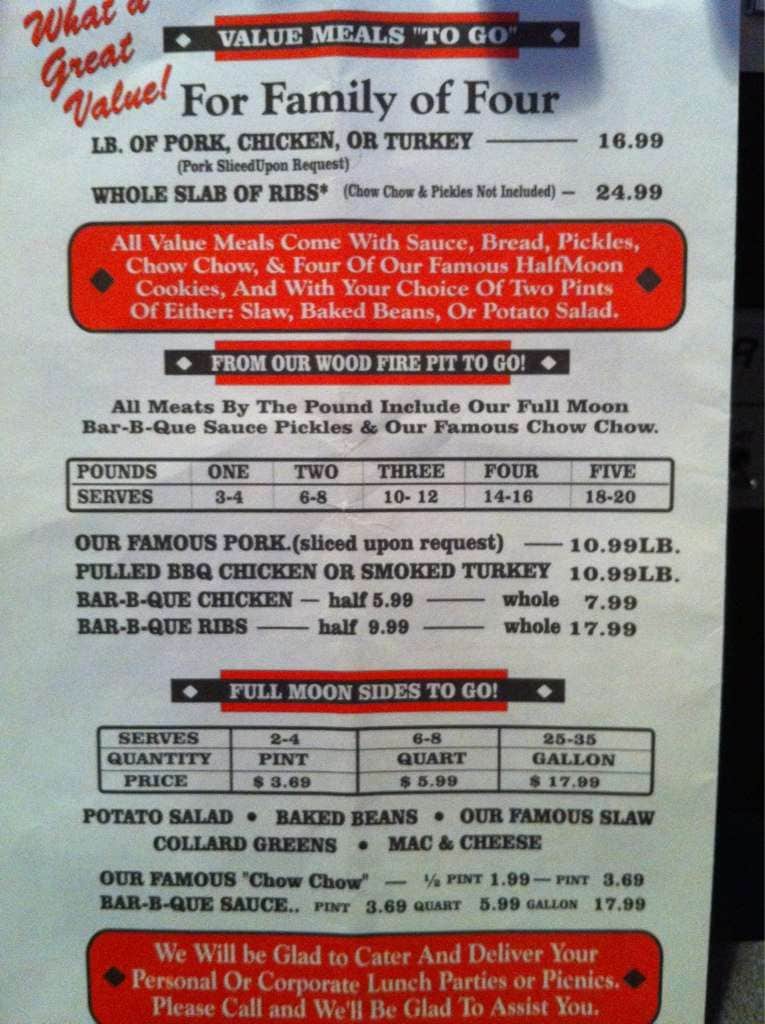 What a
Great
Value!
VALUE MEALS "TO GO"
For Family of Four
LB. OF PORK, CHICKEN, OR TURKEY 16.99
(Pork SlicedUpon Request)
WHOLE SLAB OF RIBS* (Chow Chow & Pickles Not Included) — 24.99
All Value Meals Come With Sauce, Bread, Pickles,
Chow Chow, & Four Of Our Famous HalfMoon
Cookies, And With Your Choice Of Two Pints
Of Either: Slaw, Baked Beans, Or Potato Salad.
FROM OUR WOOD FIRE PIT TO GO!
All Meats By The Pound Include Our Full Moon
Bar-B-Que Sauce Pickles & Our Famous Chow Chow.
POUNDS ONE TWO THREE FOUR FIVE
SERVES 3-4 6-8 10- 12 14-16 18-20
OUR FAMOUS PORK.(sliced upon request) — 10.99LB.
PULLED BBQ CHICKEN OR SMOKED TURKEY 10.99LB.
BAR-B-QUE CHICKEN — half 5.99 — whole 7.99
BAR-B-QUE RIBS — half 9.99 — whole 17.99
FULL MOON SIDES TO GO!
SERVES 2-4 6-8 25-35
QUANTITY PINT QUART GALLON
PRICE $ 3.69 $ 5.99 $ 17.99
POTATO SALAD • BAKED BEANS • OUR FAMOUS SLAW
COLLARD GREENS • MAC & CHEESE
OUR FAMOUS "Chow Chow" — ½ PINT 1.99 — PINT 3.69
BAR-B-QUE SAUCE.. PINT 3.69 QUART 5.99 GALLON 17.99
We Will be Glad to Cater And Deliver Your
Personal Or Corporate Lunch Parties or Picnics.
Please Call and We'll Be Glad To Assist You.